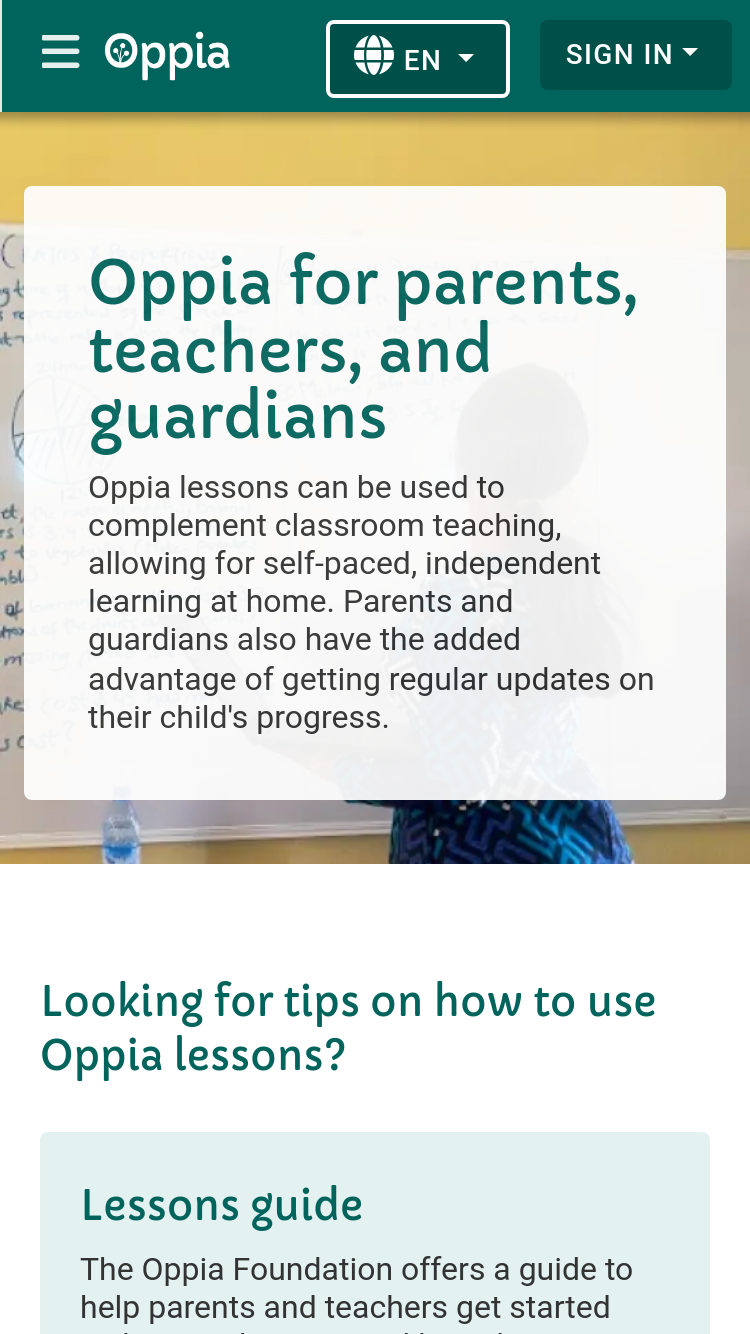 Oppia
EN
SIGN IN
Oppia for parents,
teachers, and
guardians
Oppia lessons can be used to
complement classroom teaching,
allowing for self-paced, independent
learning at home. Parents and
guardians also have the added
advantage of getting regular updates on
their child's progress.
Looking for tips on how to use
Oppia lessons?
Lessons guide
The Oppia Foundation offers a guide to
help parents and teachers get started